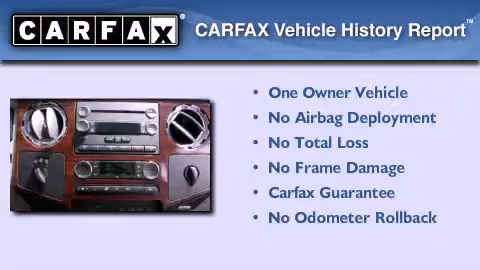 CARFAX® CARFAX Vehicle History Report™
• One Owner Vehicle
• No Airbag Deployment
• No Total Loss
• No Frame Damage
• Carfax Guarantee
• No Odometer Rollback